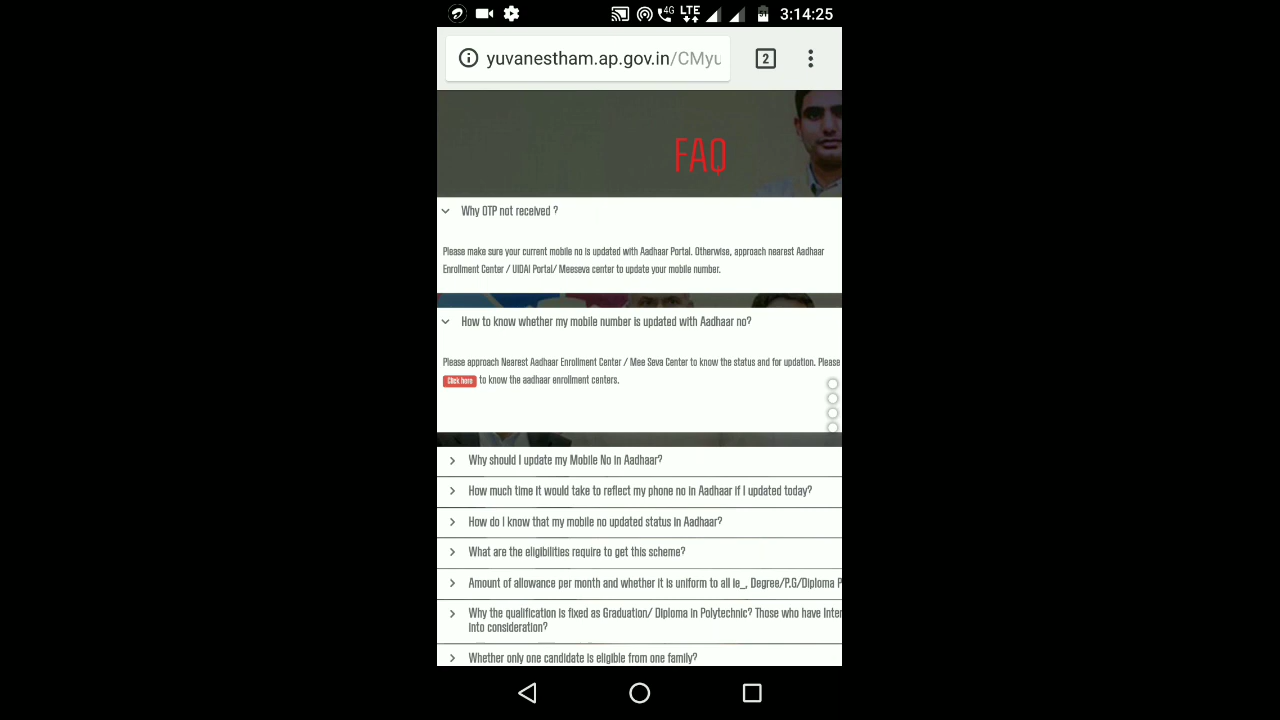 4G LTE 51 3:14:25
yuvanestham.ap.gov.in/CMyu 2
FAQ
Why OTP not received ?
Please make sure your current mobile no is updated with Aadhaar Portal. Otherwise, approach nearest Aadhaar
Enrollment Center / UIDAI Portal/ Meeseva center to update your mobile number.
How to know whether my mobile number is updated with Aadhaar no?
Please approach Nearest Aadhaar Enrollment Center / Mee Seva Center to know the status and for updation. Please
Click here to know the aadhaar enrollment centers.
Why should I update my Mobile No in Aadhaar?
How much time it would take to reflect my phone no in Aadhaar if I updated today?
How do I know that my mobile no updated status in Aadhaar?
What are the eligibilities require to get this scheme?
Amount of allowance per month and whether it is uniform to all ie_, Degree/P.G/Diploma P
Why the qualification is fixed as Graduation/ Diploma in Polytechnic? Those who have Inter
into consideration?
Whether only one candidate is eligible from one family?